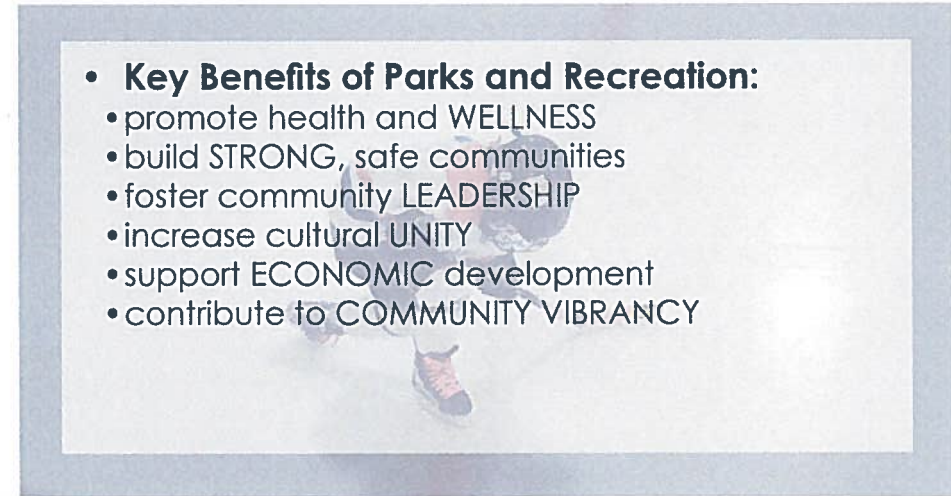 • Key Benefits of Parks and Recreation:
• promote health and WELLNESS
• build STRONG, safe communities
• foster community LEADERSHIP
• increase cultural UNITY
• support ECONOMIC development
• contribute to COMMUNITY VIBRANCY